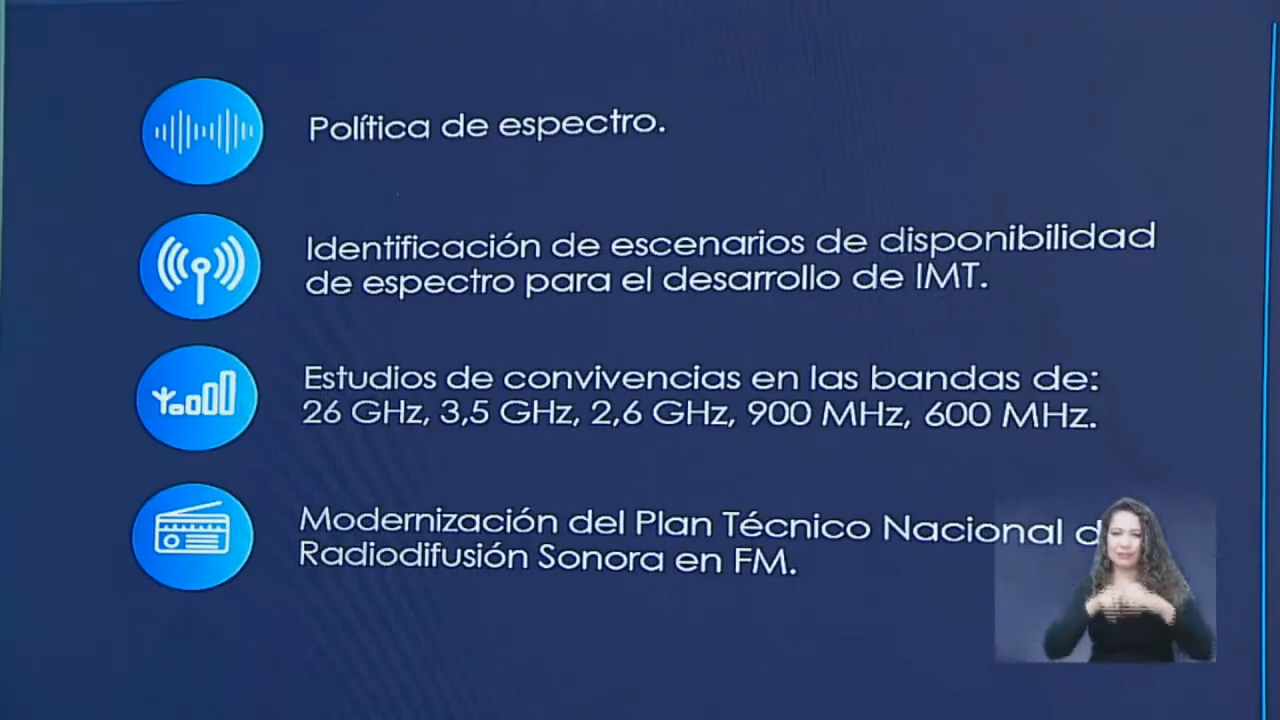 Política de espectro.
Identificación de escenarios de disponibilidad
de espectro para el desarrollo de IMT.
Estudios de convivencias en las bandas de:
26 GHz, 3,5 GHz, 2,6 GHz, 900 MHz, 600 MHz.
Modernización del Plan Técnico Nacional d
Radiodifusión Sonora en FM.